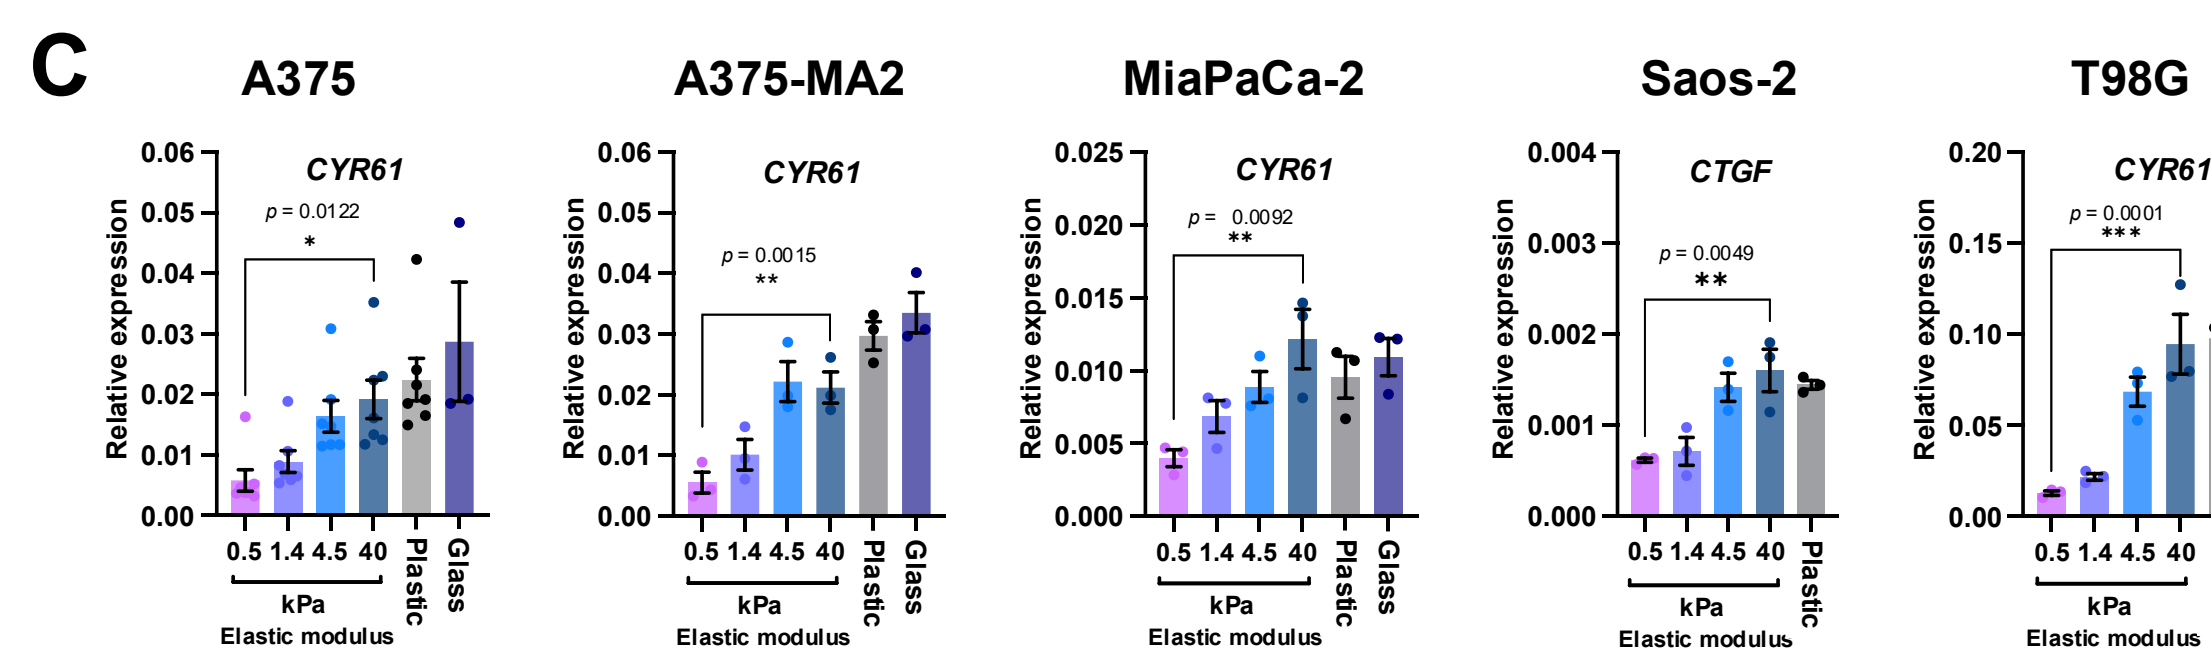 C
A375
A375-MA2
MiaPaCa-2
Saos-2
T98G
Relative expression
0.06
0.05
0.04
0.03
0.02
0.01
0.00
CYR61
p = 0.0122
*
0.5 1.4 4.5 40 Plastic Glass
kPa
Elastic modulus
Relative expression
0.06
0.05
0.04
0.03
0.02
0.01
0.00
CYR61
p = 0.0015
**
0.5 1.4 4.5 40 Plastic Glass
kPa
Elastic modulus
Relative expression
0.025
0.020
0.015
0.010
0.005
0.000
CYR61
p = 0.0092
**
0.5 1.4 4.5 40 Plastic Glass
kPa
Elastic modulus
Relative expression
0.004
0.003
0.002
0.001
0.000
CTGF
p = 0.0049
**
0.5 1.4 4.5 40 Plastic
kPa
Elastic modulus
Relative expression
0.20
0.15
0.10
0.05
0.00
CYR61
p = 0.0001
***
0.5 1.4 4.5 40
kPa
Elastic modulus